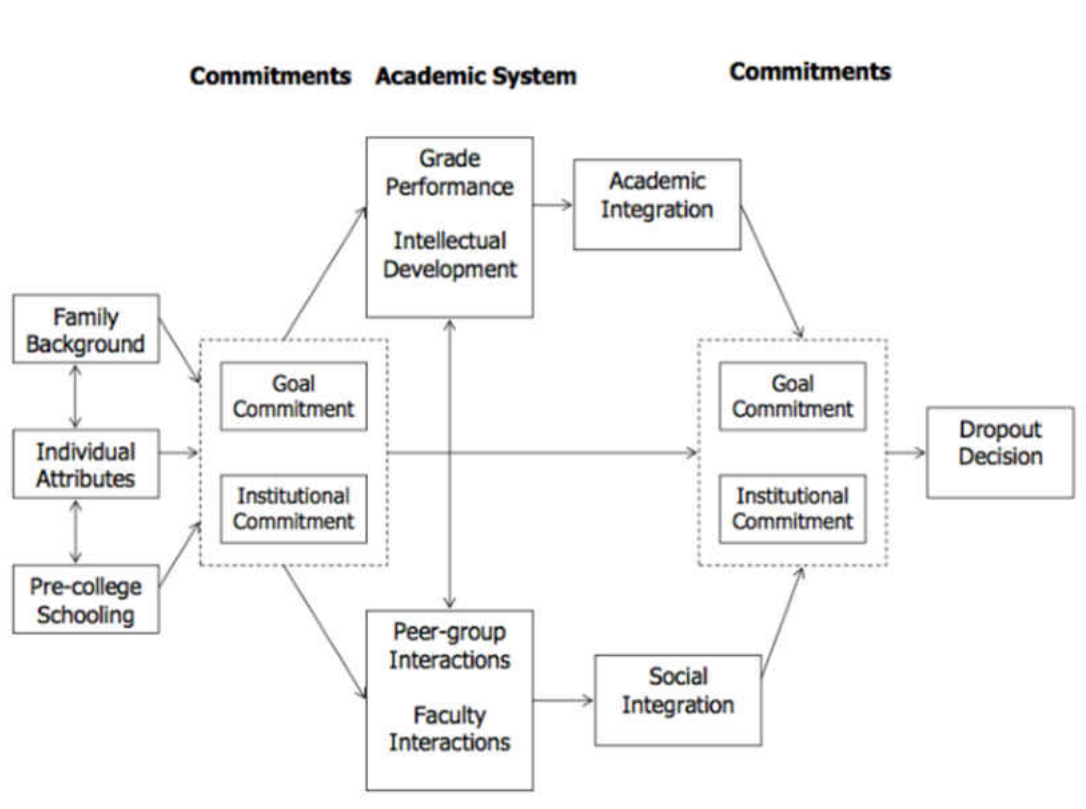 Commitments
Academic System
Commitments
Grade
Performance
Intellectual
Development
Academic
Integration
Family
Background
Goal
Commitment
Goal
Commitment
Individual
Attributes
Institutional
Commitment
Institutional
Commitment
Dropout
Decision
Pre-college
Schooling
Peer-group
Interactions
Faculty
Interactions
Social
Integration